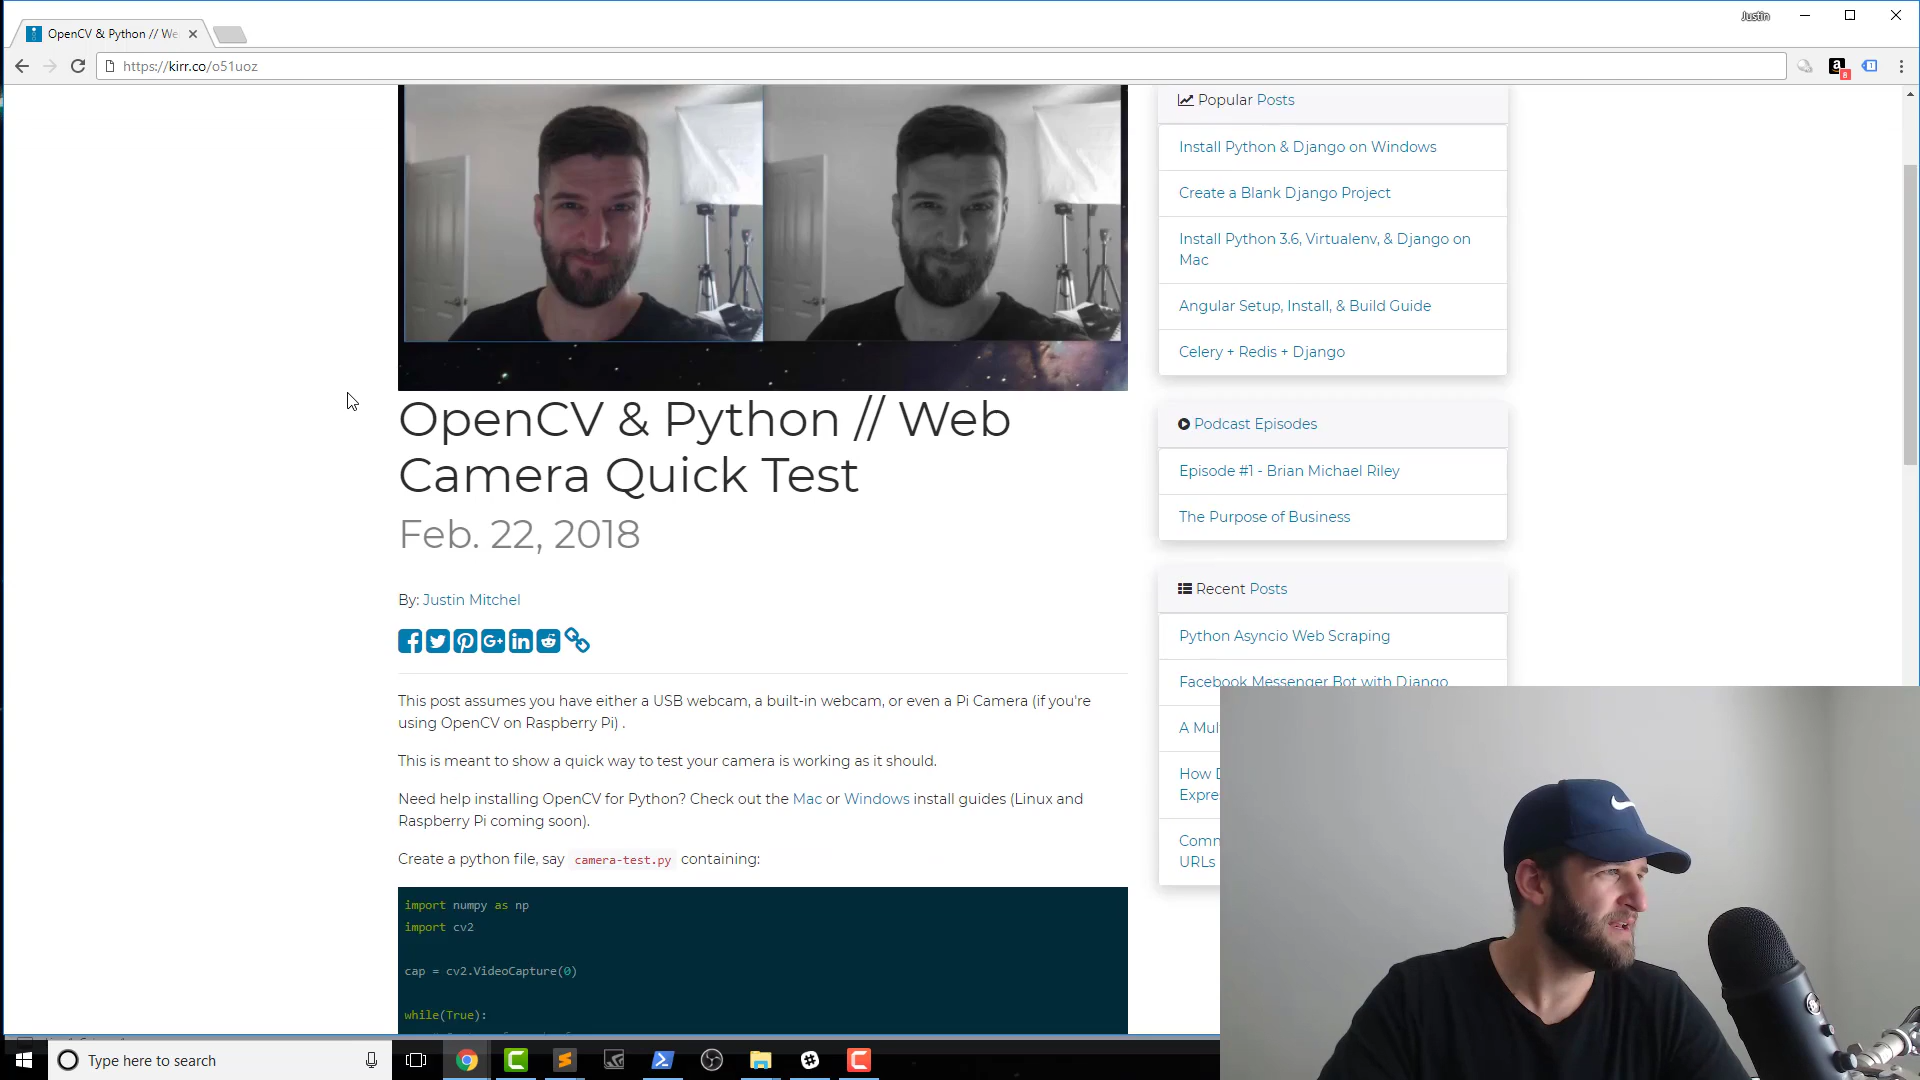 Justin
OpenCV & Python // We
https://kirr.co/o51uoz
a
8
OpenCV & Python // Web
Camera Quick Test
Feb. 22, 2018
By: Justin Mitchel
This post assumes you have either a USB webcam, a built-in webcam, or even a Pi Camera (if you're
using OpenCV on Raspberry Pi) .
This is meant to show a quick way to test your camera is working as it should.
Need help installing OpenCV for Python? Check out the Mac or Windows install guides (Linux and
Raspberry Pi coming soon).
Create a python file, say camera-test.py containing:
import numpy as np
import cv2
cap = cv2.VideoCapture(0)
while(True):
Popular Posts
Install Python & Django on Windows
Create a Blank Django Project
Install Python 3.6, Virtualenv, & Django on
Mac
Angular Setup, Install, & Build Guide
Celery + Redis + Django
Podcast Episodes
Episode #1 - Brian Michael Riley
The Purpose of Business
Recent Posts
Python Asyncio Web Scraping
Facebook Messenger Bot with Django
A Mul
How D
Expre
Comm
URLs
Type here to search